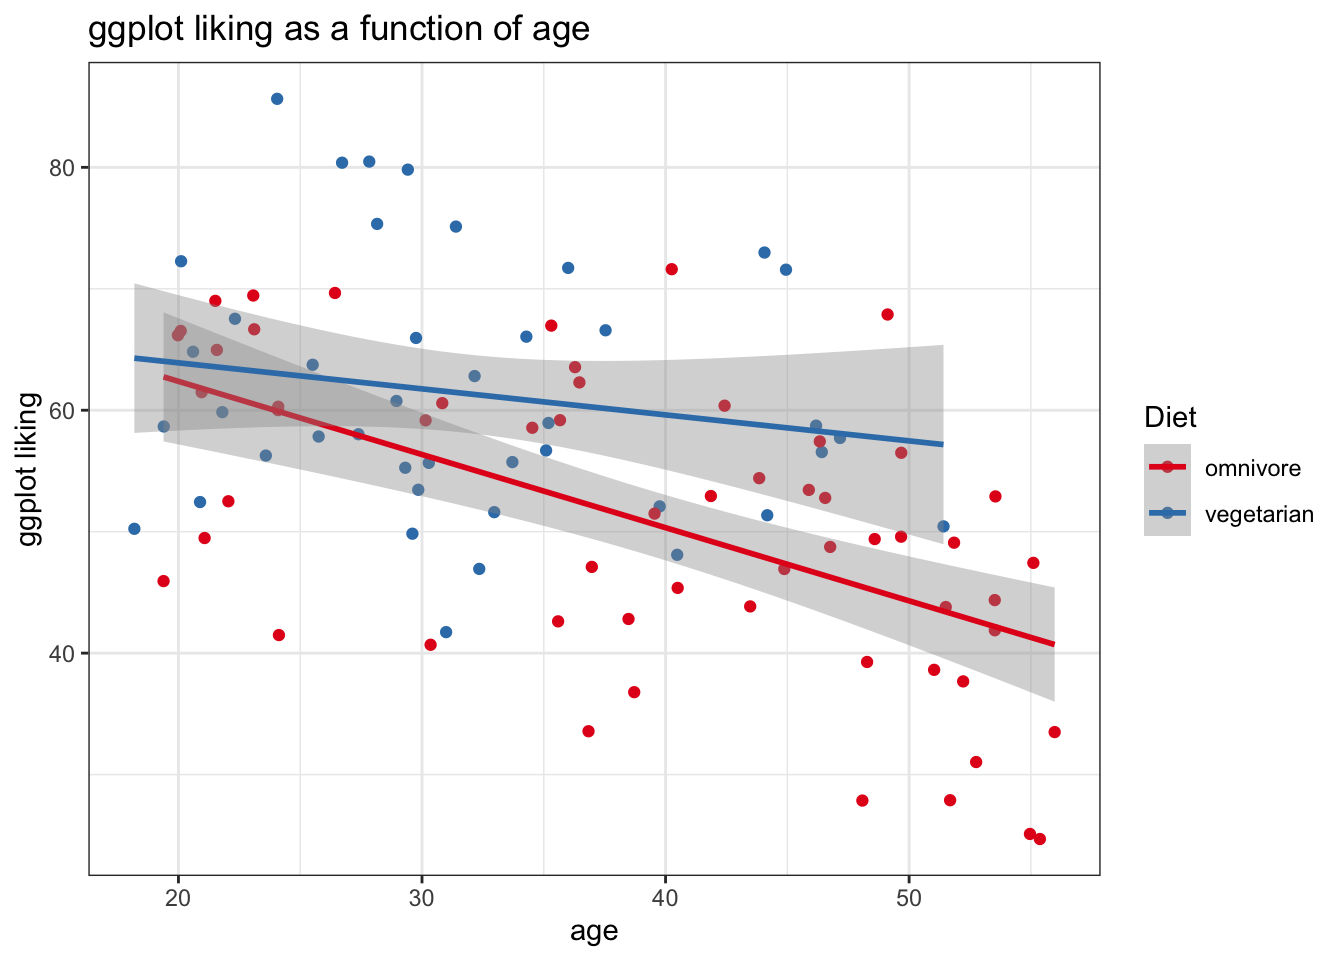 ggplot liking as a function of age
80
60
40
ggplot liking
20
30
40
50
age
Diet
omnivore
vegetarian